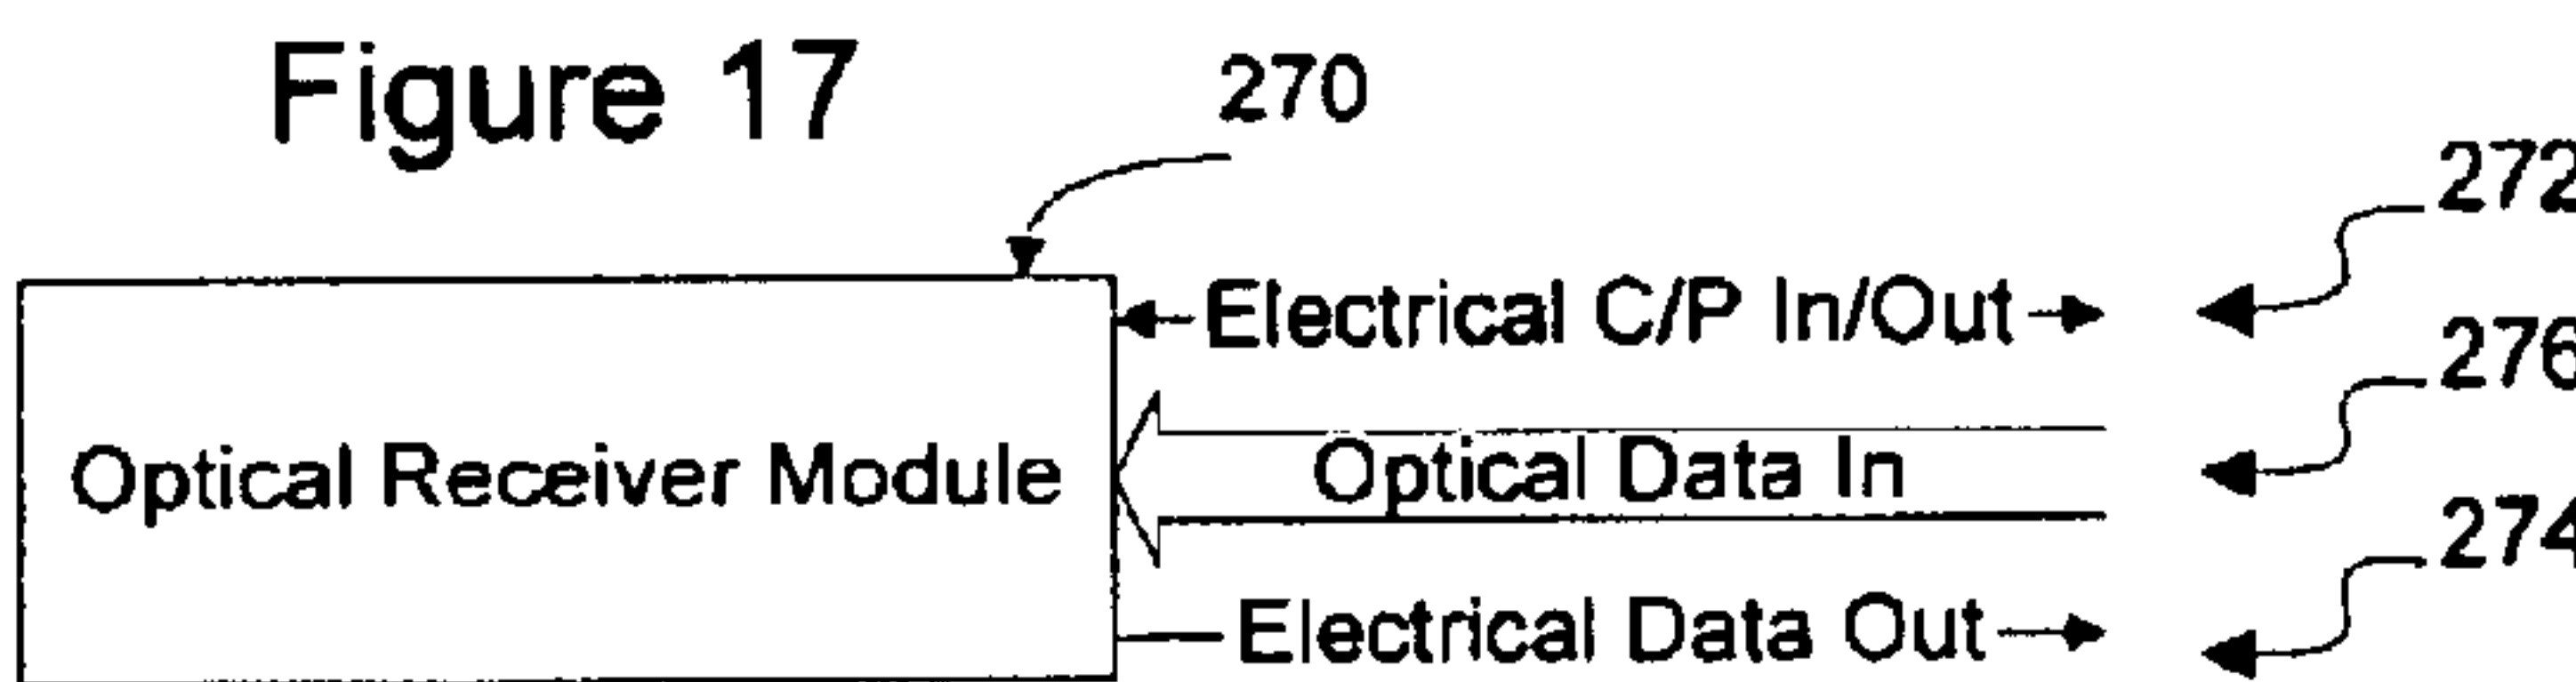 Figure 17
270
272
Electrical C/P In/Out
276
Optical Receiver Module
Optical Data In
274
Electrical Data Out